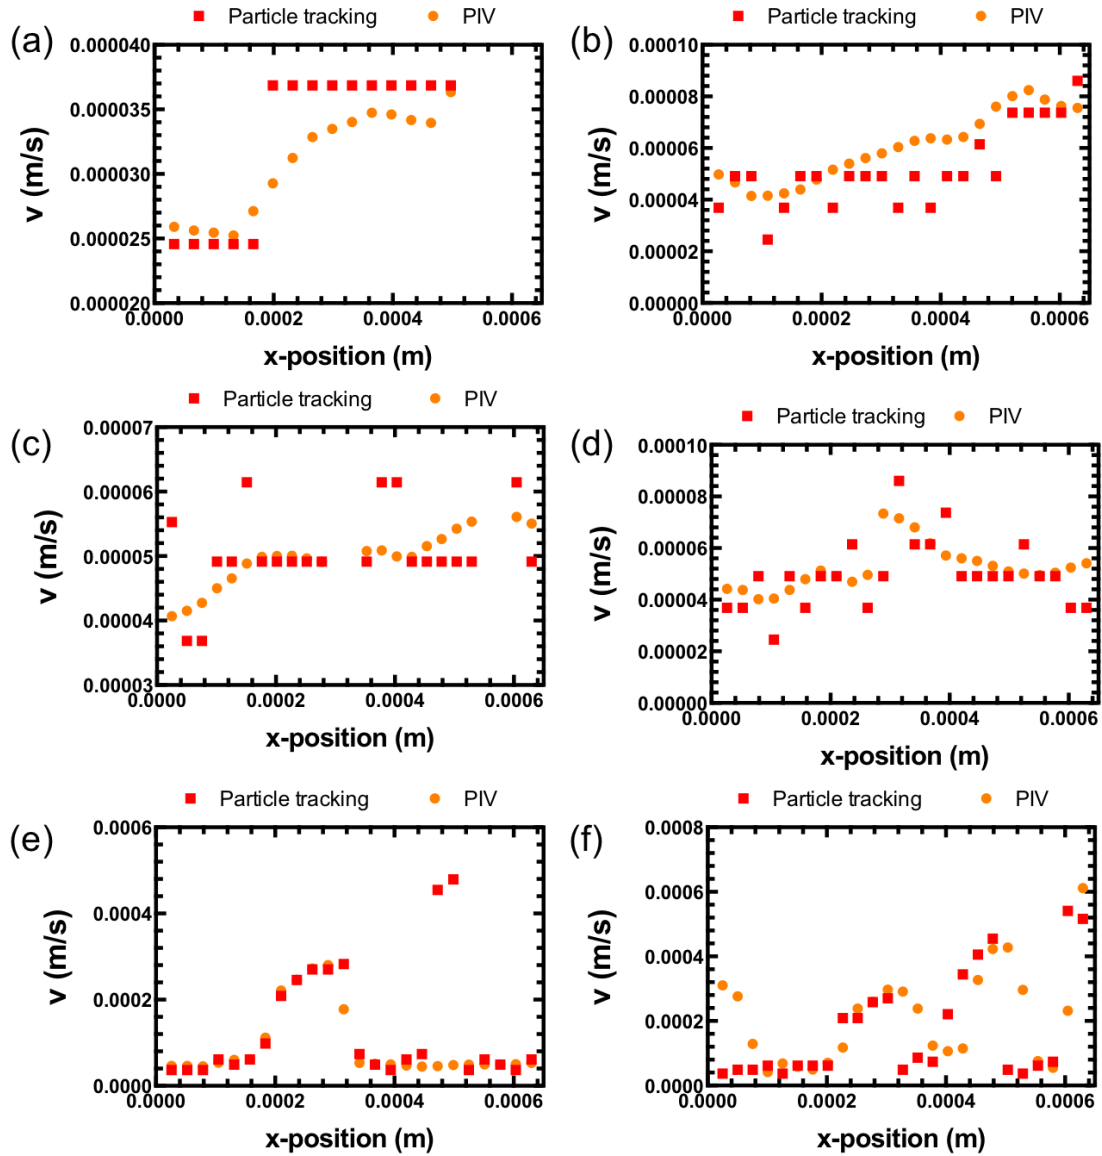 Particle tracking PIV
(a)
0.000040
0.000035
0.000030
0.000025
0.000020
v (m/s)
0.0000 0.0002 0.0004 0.0006
x-position (m)
Particle tracking PIV
(b)
0.00010
0.00008
0.00006
0.00004
0.00002
0.00000
v (m/s)
0.0000 0.0002 0.0004 0.0006
x-position (m)
Particle tracking PIV
(c)
0.00007
0.00006
0.00005
0.00004
0.00003
v (m/s)
0.0000 0.0002 0.0004 0.0006
x-position (m)
Particle tracking PIV
(d)
0.00010
0.00008
0.00006
0.00004
0.00002
0.00000
v (m/s)
0.0000 0.0002 0.0004 0.0006
x-position (m)
Particle tracking PIV
(e)
0.0006
0.0004
0.0002
0.0000
v (m/s)
0.0000 0.0002 0.0004 0.0006
x-position (m)
Particle tracking PIV
(f)
0.0008
0.0006
0.0004
0.0002
0.0000
v (m/s)
0.0000 0.0002 0.0004 0.0006
x-position (m)